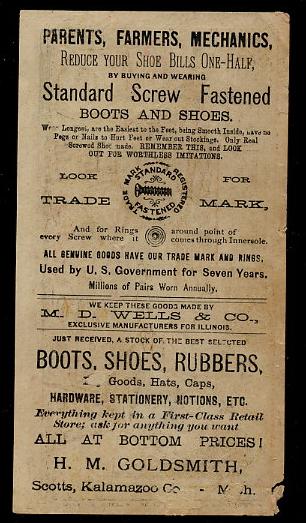 PARENTS, FARMERS, MECHANICS,
REDUCE YOUR SHOE BILLS ONE-HALF,
BY BUYING AND WEARING
Standard Screw Fastened
BOOTS AND SHOES.
Longest, are the Easiest to the Feet, being Smooth Inside, have no
Pegs or Nails to Hurt Feet or Wear out Stockings. Only Real
Screwed Shoe made. REMEMBER THIS, and LOOK
OUT FOR WORTHLESS IMITATIONS.
LOOK FOR
TRADE MARK REGISTERED
STANDARD
FASTENED
TRADE MARK,
And for Rings around point of
every Screw where it comes through Innersole.
ALL GENUINE GOODS HAVE OUR TRADE MARK AND RINGS.
Used by U. S. Government for Seven Years.
Millions of Pairs Worn Annually.
WE KEEP THESE GOODS MADE BY
M. D. WELLS & CO.,
EXCLUSIVE MANUFACTURERS FOR ILLINOIS.
JUST RECEIVED, A STOCK OF THE BEST SELECTED
BOOTS, SHOES, RUBBERS,
Goods, Hats, Caps,
HARDWARE, STATIONERY, NOTIONS, ETC.
Everything kept in a First-Class Retail
Store; ask for anything you want
ALL AT BOTTOM PRICES!
H. M. GOLDSMITH,
Scotts, Kalamazoo Co -